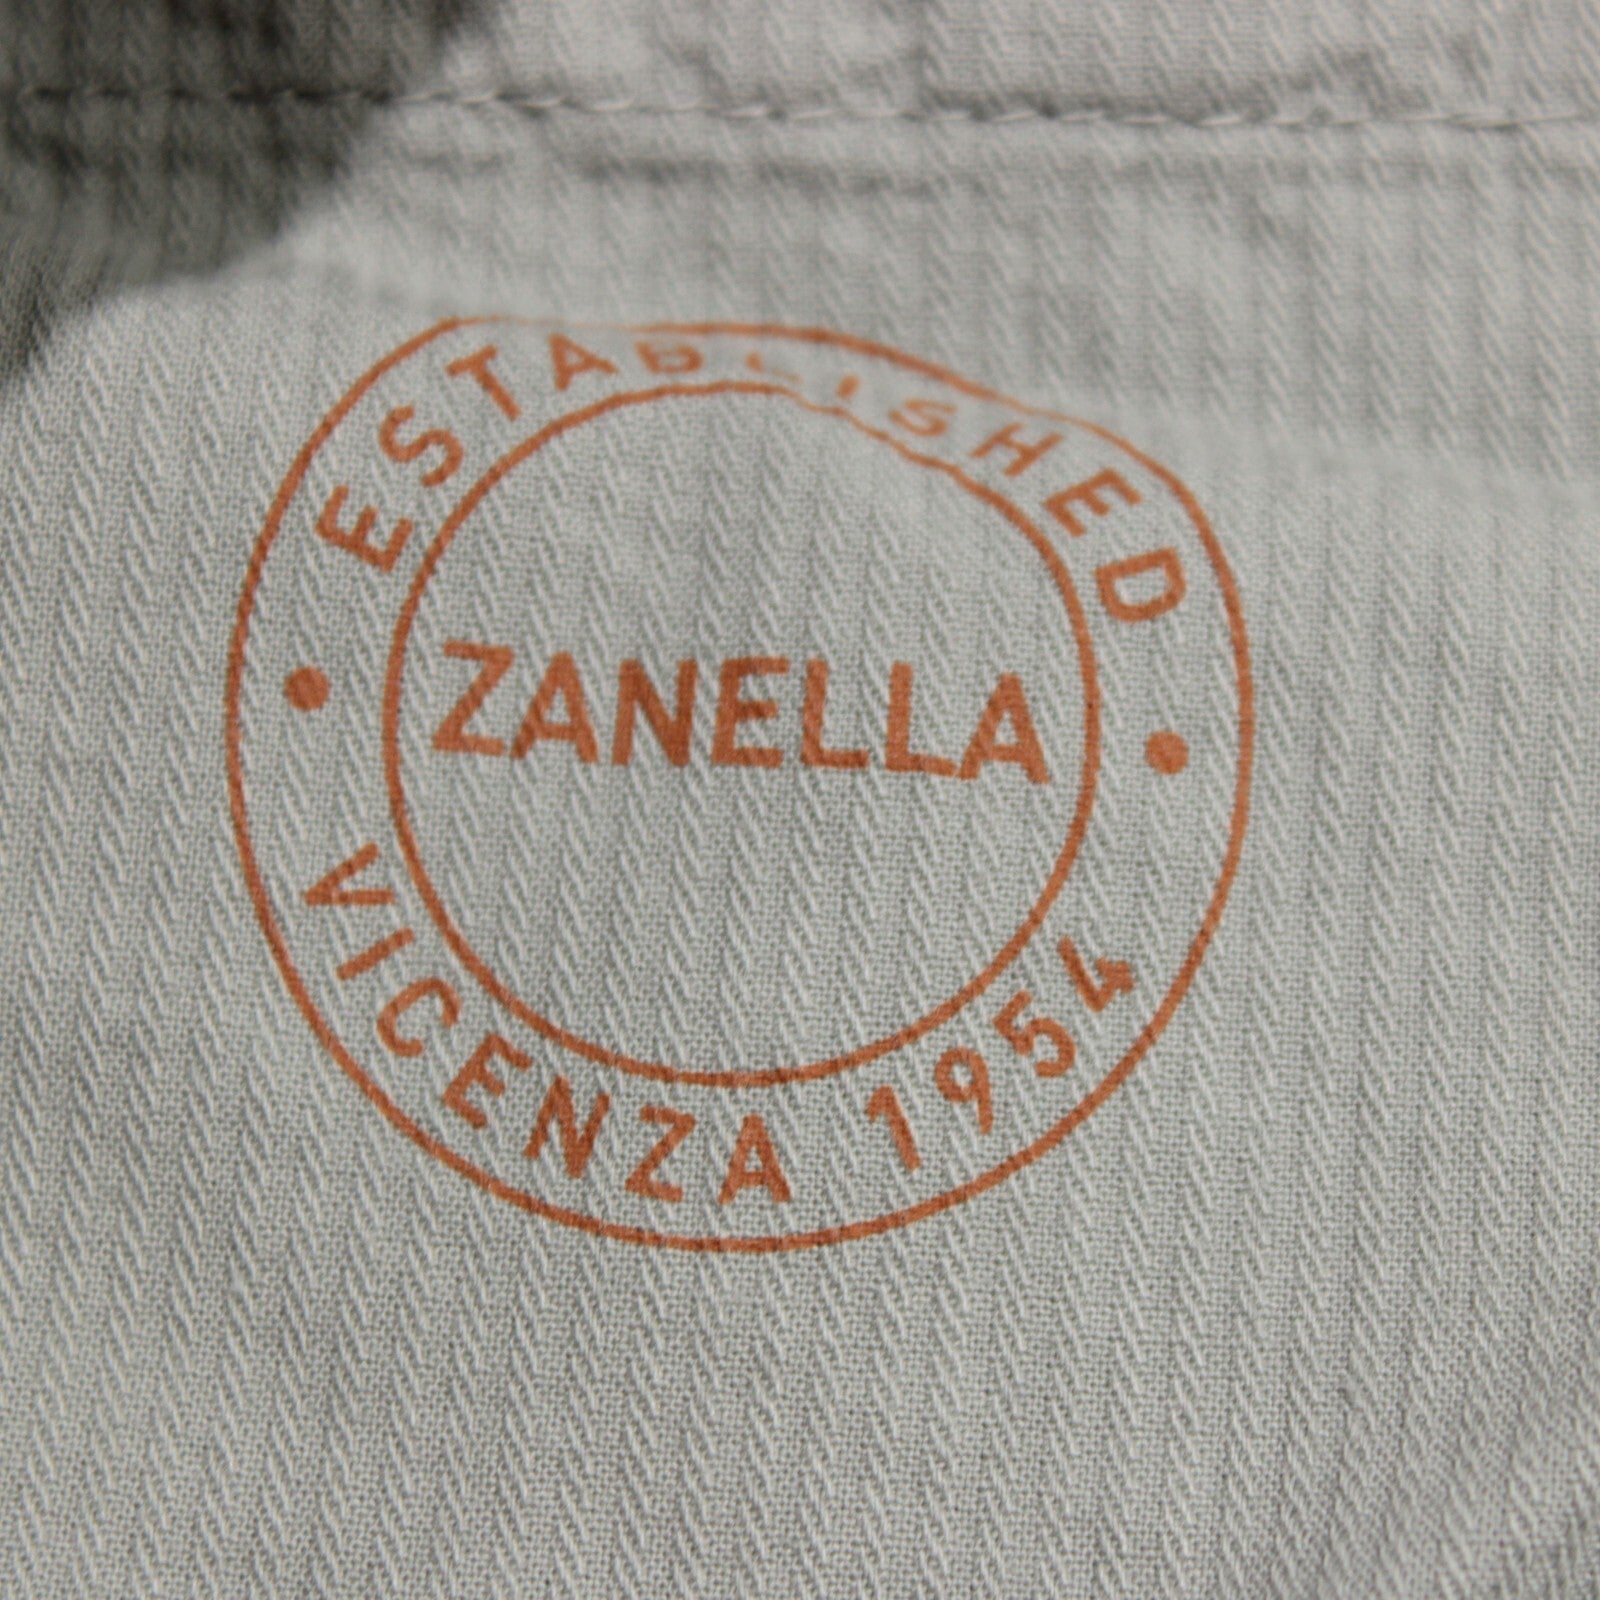 ESTABLISHED
ZANELLA
VICENZA 1954